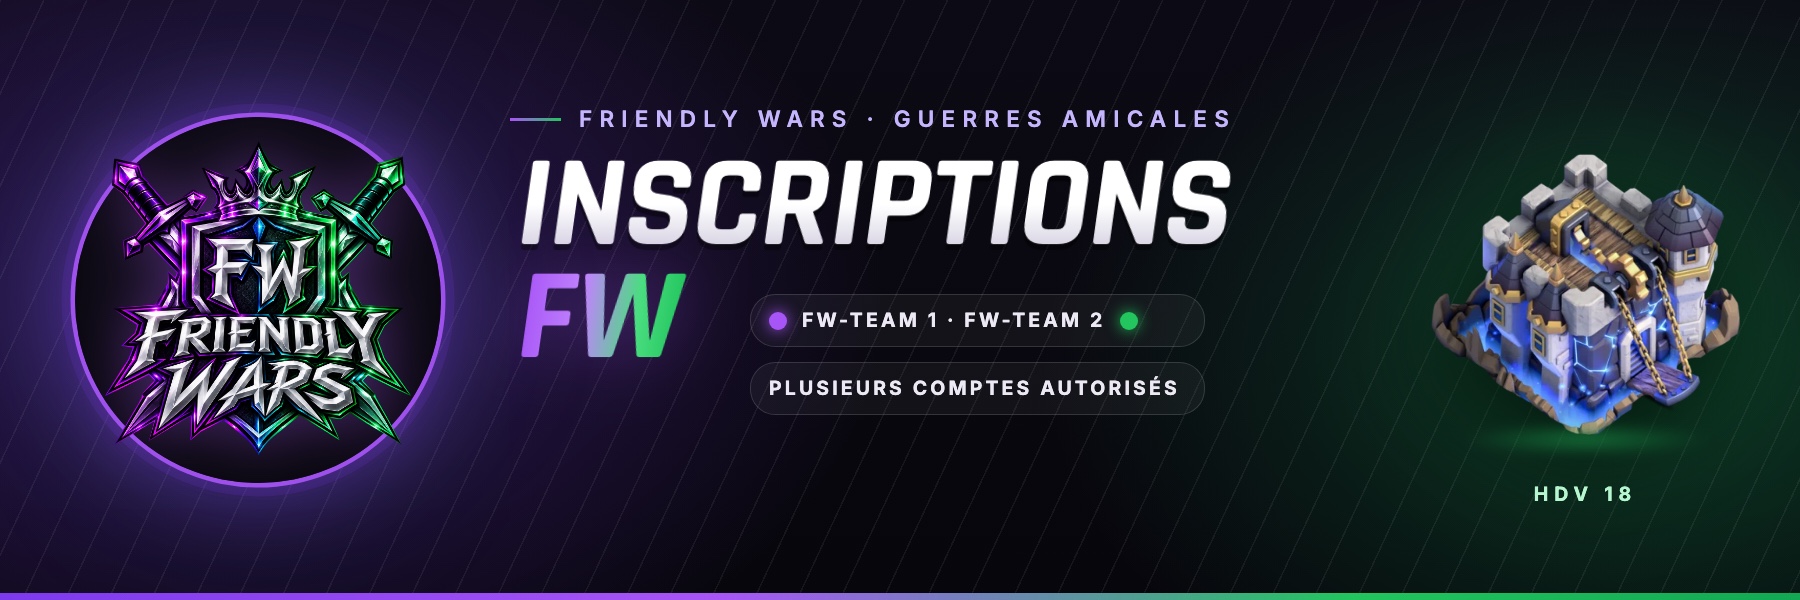 FRIENDLY WARS · GUERRES AMICALES
INSCRIPTIONS
FW
FW-TEAM 1 · FW-TEAM 2
PLUSIEURS COMPTES AUTORISÉS
FW
FRIENDLY
WARS
HDV 18